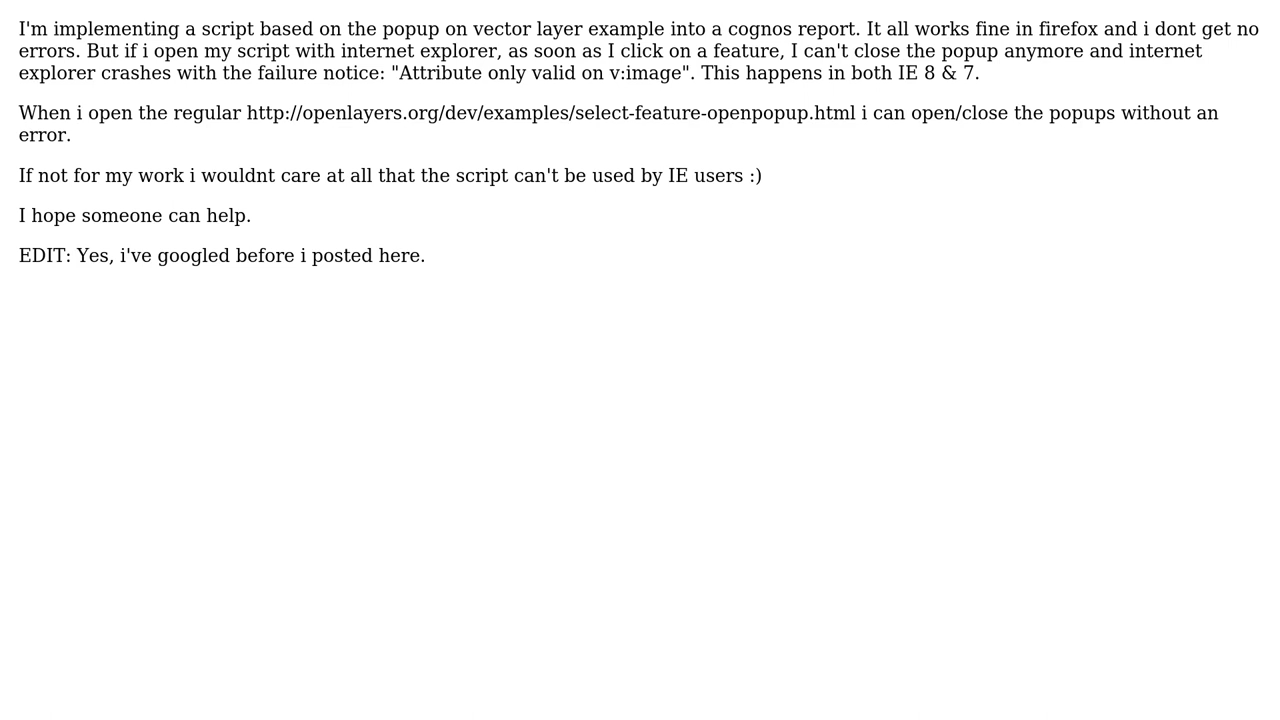 I'm implementing a script based on the popup on vector layer example into a cognos report. It all works fine in firefox and i dont get no
errors. But if i open my script with internet explorer, as soon as I click on a feature, I can't close the popup anymore and internet
explorer crashes with the failure notice: "Attribute only valid on v:image". This happens in both IE 8 & 7.
When i open the regular http://openlayers.org/dev/examples/select-feature-openpopup.html i can open/close the popups without an
error.
If not for my work i wouldnt care at all that the script can't be used by IE users :)
I hope someone can help.
EDIT: Yes, i've googled before i posted here.